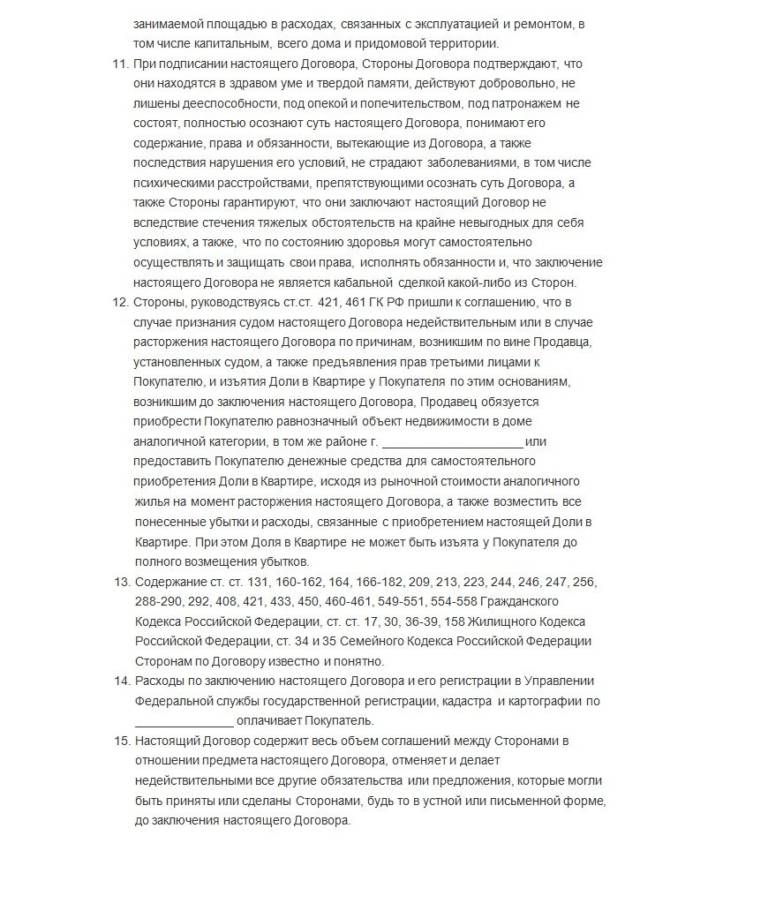 занимаемой площадью в расходах, связанных с эксплуатацией и ремонтом, в
том числе капитальным, всего дома и придомовой территории.
11. При подписании настоящего Договора, Стороны Договора подтверждают, что
они находятся в здравом уме и твердой памяти, действуют добровольно, не
лишены дееспособности, под опекой и попечительством, под патронажем не
состоят, полностью осознают суть настоящего Договора, понимают его
содержание, права и обязанности, вытекающие из Договора, а также
последствия нарушения его условий, не страдают заболеваниями, в том числе
психическими расстройствами, препятствующими осознать суть Договора, а
также Стороны гарантируют, что они заключают настоящий Договор не
вследствие стечения тяжелых обстоятельств на крайне невыгодных для себя
условиях, а также, что по состоянию здоровья могут самостоятельно
осуществлять и защищать свои права, исполнять обязанности и, что заключение
настоящего Договора не является кабальной сделкой какой-либо из Сторон.
12. Стороны, руководствуясь ст.ст. 421, 461 ГК РФ пришли к соглашению, что в
случае признания судом настоящего Договора недействительным или в случае
расторжения настоящего Договора по причинам, возникшим по вине Продавца,
установленных судом, а также предъявления прав третьими лицами к
Покупателю, и изъятия Доли в Квартире у Покупателя по этим основаниям,
возникшим до заключения настоящего Договора, Продавец обязуется
приобрести Покупателю равнозначный объект недвижимости в доме
аналогичной категории, в том же районе г. _____________________ или
предоставить Покупателю денежные средства для самостоятельного
приобретения Доли в Квартире, исходя из рыночной стоимости аналогичного
жилья на момент расторжения настоящего Договора, а также возместить все
понесенные убытки и расходы, связанные с приобретением настоящей Доли в
Квартире. При этом Доля в Квартире не может быть изъята у Покупателя до
полного возмещения убытков.
13. Содержание ст. ст. 131, 160-162, 164, 166-182, 209, 213, 223, 244, 246, 247, 256,
288-290, 292, 408, 421, 433, 450, 460-461, 549-551, 554-558 Гражданского
Кодекса Российской Федерации, ст. ст. 17, 30, 36-39, 158 Жилищного Кодекса
Российской Федерации, ст. 34 и 35 Семейного Кодекса Российской Федерации
Сторонам по Договору известно и понятно.
14. Расходы по заключению настоящего Договора и его регистрации в Управлении
Федеральной службы государственной регистрации, кадастра и картографии по
_______________ оплачивает Покупатель.
15. Настоящий Договор содержит весь объем соглашений между Сторонами в
отношении предмета настоящего Договора, отменяет и делает
недействительными все другие обязательства или предложения, которые могли
быть приняты или сделаны Сторонами, будь то в устной или письменной форме,
до заключения настоящего Договора.